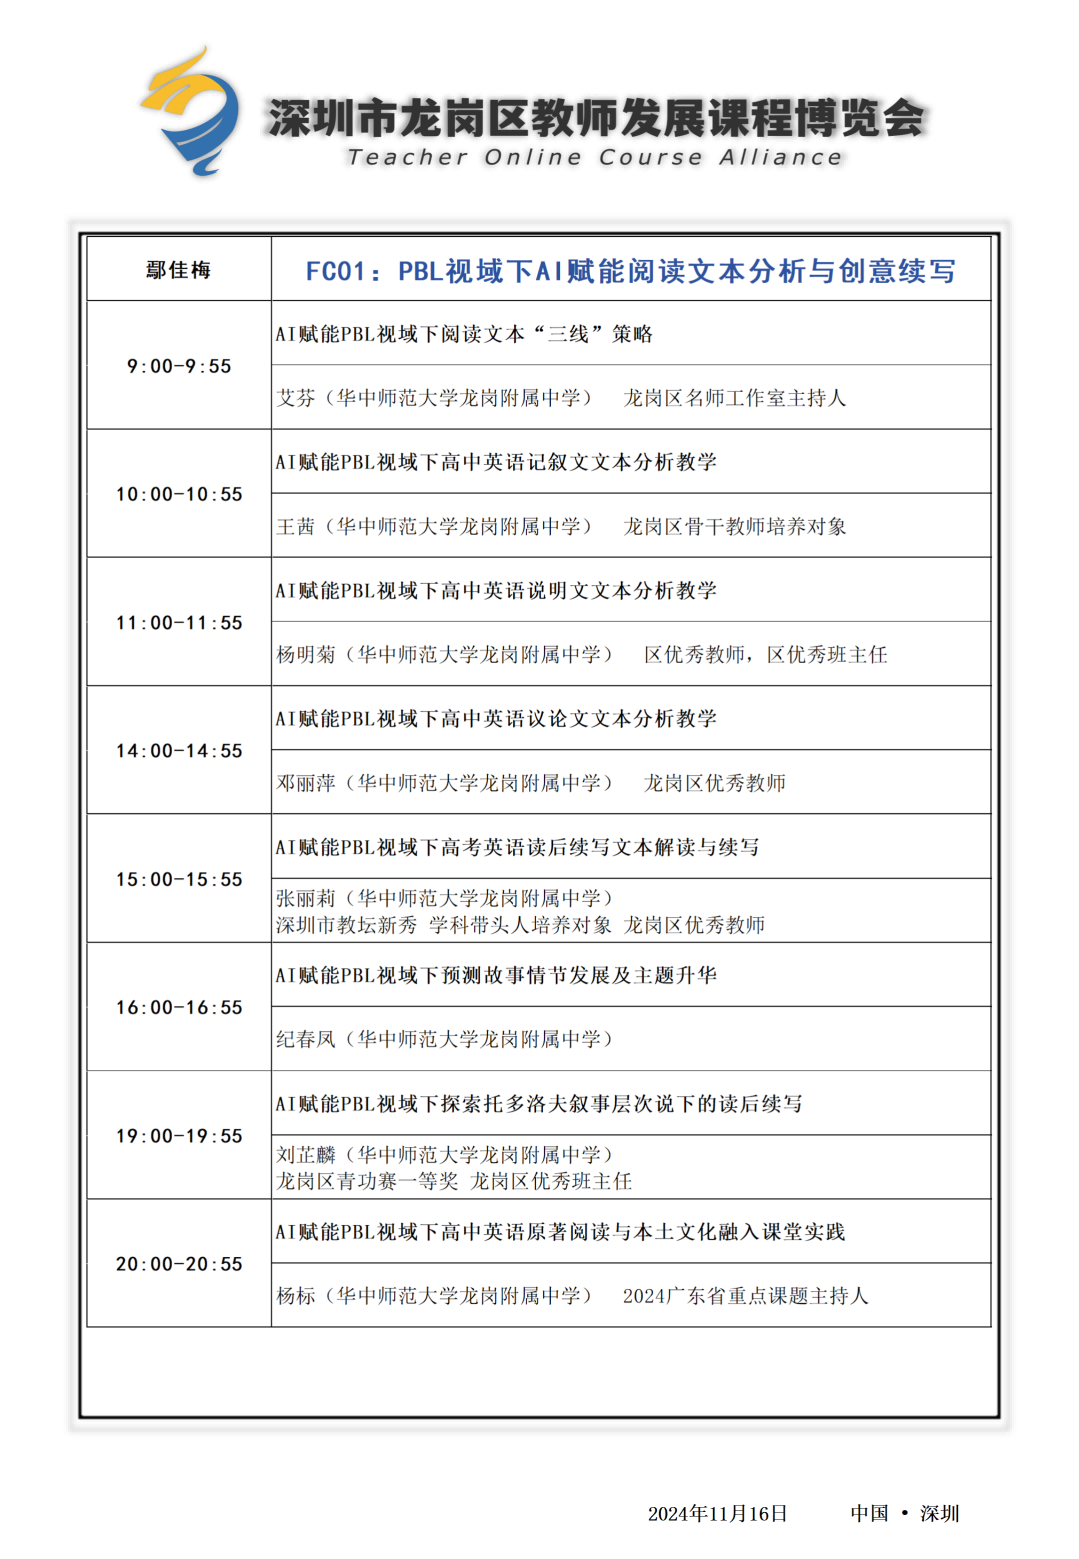 深圳市龙岗区教师发展课程博览会
Teacher Online Course Alliance
鄢佳梅
FC01：PBL视域下AI赋能阅读文本分析与创意续写
9:00-9:55
AI赋能PBL视域下阅读文本“三线”策略
艾芬（华中师范大学龙岗附属中学） 龙岗区名师工作室主持人
10:00-10:55
AI赋能PBL视域下高中英语记叙文文本分析教学
王茜（华中师范大学龙岗附属中学） 龙岗区骨干教师培养对象
11:00-11:55
AI赋能PBL视域下高中英语说明文文本分析教学
杨明菊（华中师范大学龙岗附属中学） 区优秀教师，区优秀班主任
14:00-14:55
AI赋能PBL视域下高中英语议论文文本分析教学
邓丽萍（华中师范大学龙岗附属中学） 龙岗区优秀教师
15:00-15:55
AI赋能PBL视域下高考英语读后续写文本解读与续写
张丽莉（华中师范大学龙岗附属中学）
深圳市教坛新秀 学科带头人培养对象 龙岗区优秀教师
16:00-16:55
AI赋能PBL视域下预测故事情节发展及主题升华
纪春凤（华中师范大学龙岗附属中学）
19:00-19:55
AI赋能PBL视域下探索托多洛夫叙事层次说下的读后续写
刘芷麟（华中师范大学龙岗附属中学）
龙岗区青功赛一等奖 龙岗区优秀班主任
20:00-20:55
AI赋能PBL视域下高中英语原著阅读与本土文化融入课堂实践
杨标（华中师范大学龙岗附属中学） 2024广东省重点课题主持人
2024年11月16日 中国 • 深圳